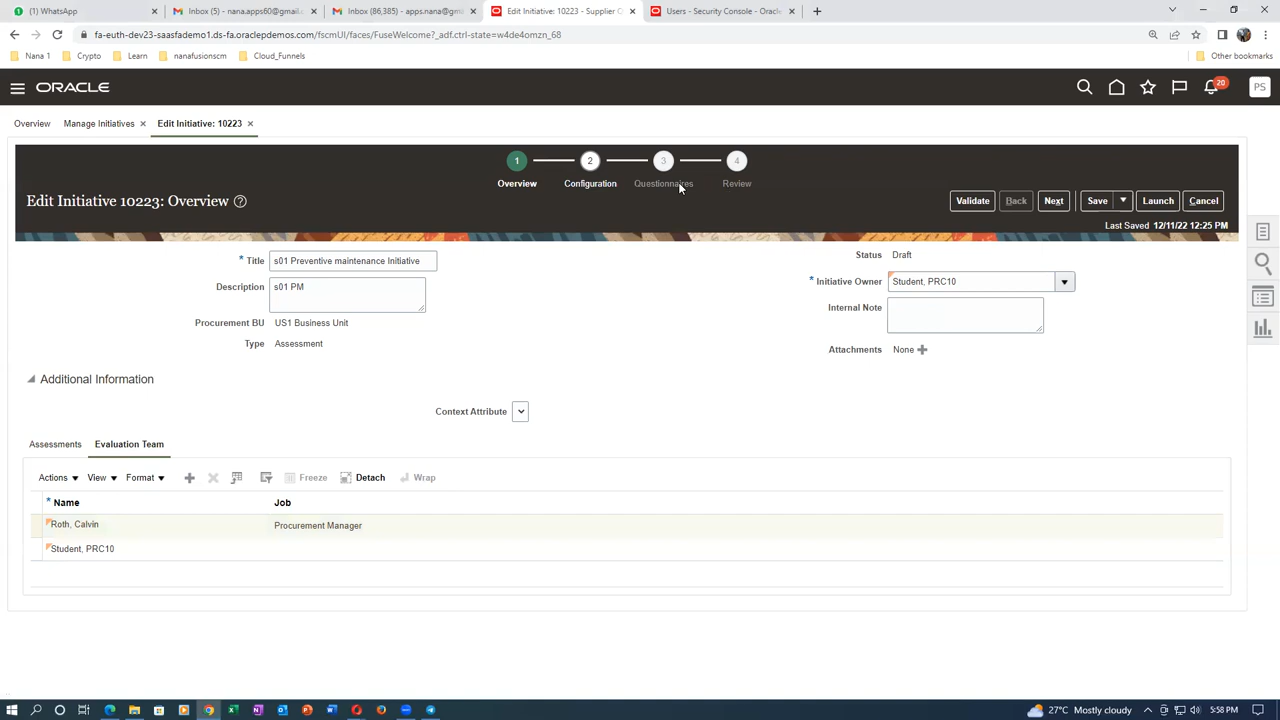 WhatsApp
Inbox (5) - nana.apps60@gmail.c
Inbox (86,385) - apps.nana@gml
Edit Initiative: 10223 - Supplier O
Users - Security Console - Oracle
fa-euth-dev23-saasfademo1.ds-fa.oraclepdemos.com/fscmUI/faces/FuseWelcome?_adf.ctrl-state=w4de4omzn_68
Nana 1
Crypto
Learn
nanafusionscm
Cloud_Funnels
Other bookmarks
ORACLE
20
PS
Overview
Manage Initiatives
Edit Initiative: 10223
1
2
3
4
Overview
Configuration
Questionnaires
Review
Edit Initiative 10223: Overview
Validate
Back
Next
Save
Launch
Cancel
Last Saved 12/11/22 12:25 PM
* Title s01 Preventive maintenance Initiative
Description s01 PM
Procurement BU US1 Business Unit
Type Assessment
Status Draft
* Initiative Owner Student, PRC10
Internal Note
Attachments None
Additional Information
Context Attribute
Assessments
Evaluation Team
Actions
View
Format
Freeze
Detach
Wrap
* Name Job
Roth, Calvin Procurement Manager
Student, PRC10
27°C Mostly cloudy
5:58 PM